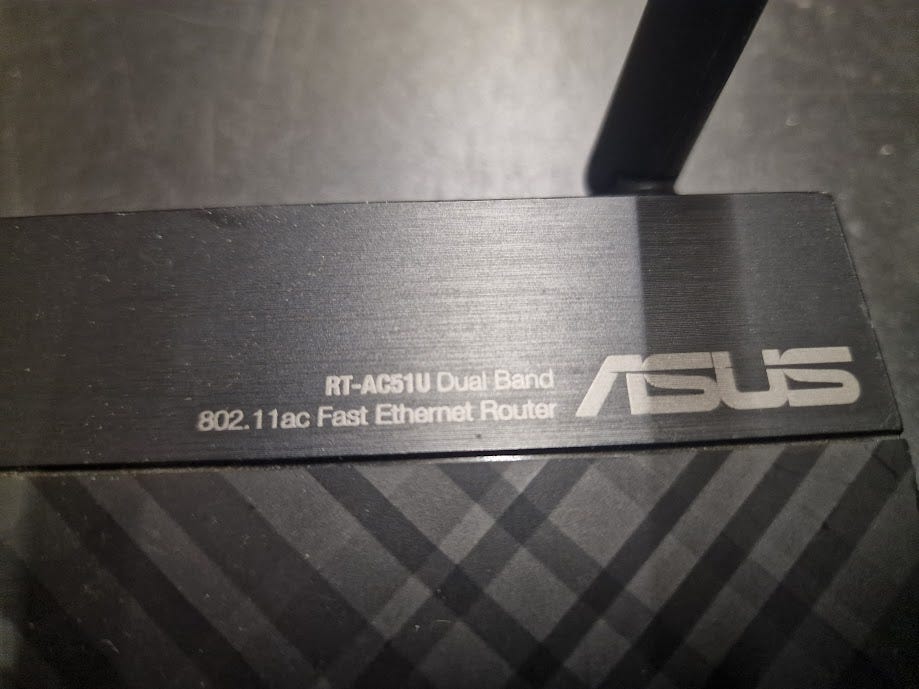 RT-AC51U Dual Band
802.11ac Fast Ethernet Router
ASUS